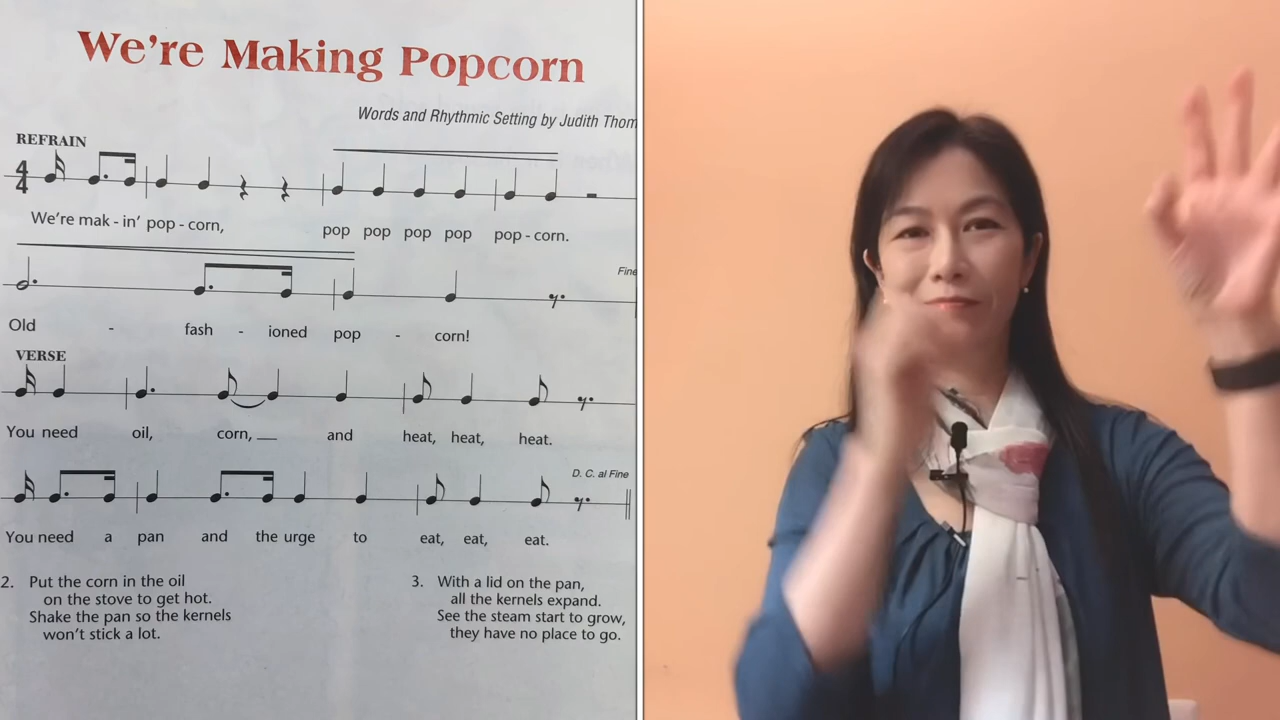 We're Making Popcorn
Words and Rhythmic Setting by Judith Thom
REFRAIN
4
4
We're mak - in' pop - corn, pop pop pop pop pop - corn.
Fine
Old - fash - ioned pop - corn!
VERSE
You need oil, corn, __ and heat, heat, heat.
D. C. al Fine
You need a pan and the urge to eat, eat, eat.
2. Put the corn in the oil
on the stove to get hot.
Shake the pan so the kernels
won't stick a lot.
3. With a lid on the pan,
all the kernels expand.
See the steam start to grow,
they have no place to go.